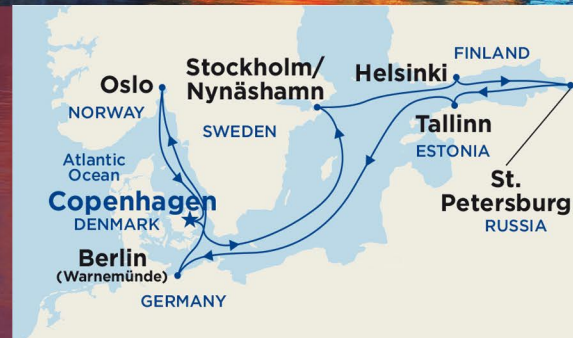 FINLAND
Stockholm/
Nynäshamn
Helsinki
Oslo
NORWAY
SWEDEN
Tallinn
ESTONIA
Atlantic
Ocean
St.
Petersburg
RUSSIA
Copenhagen
DENMARK
Berlin
(Warnemünde)
GERMANY